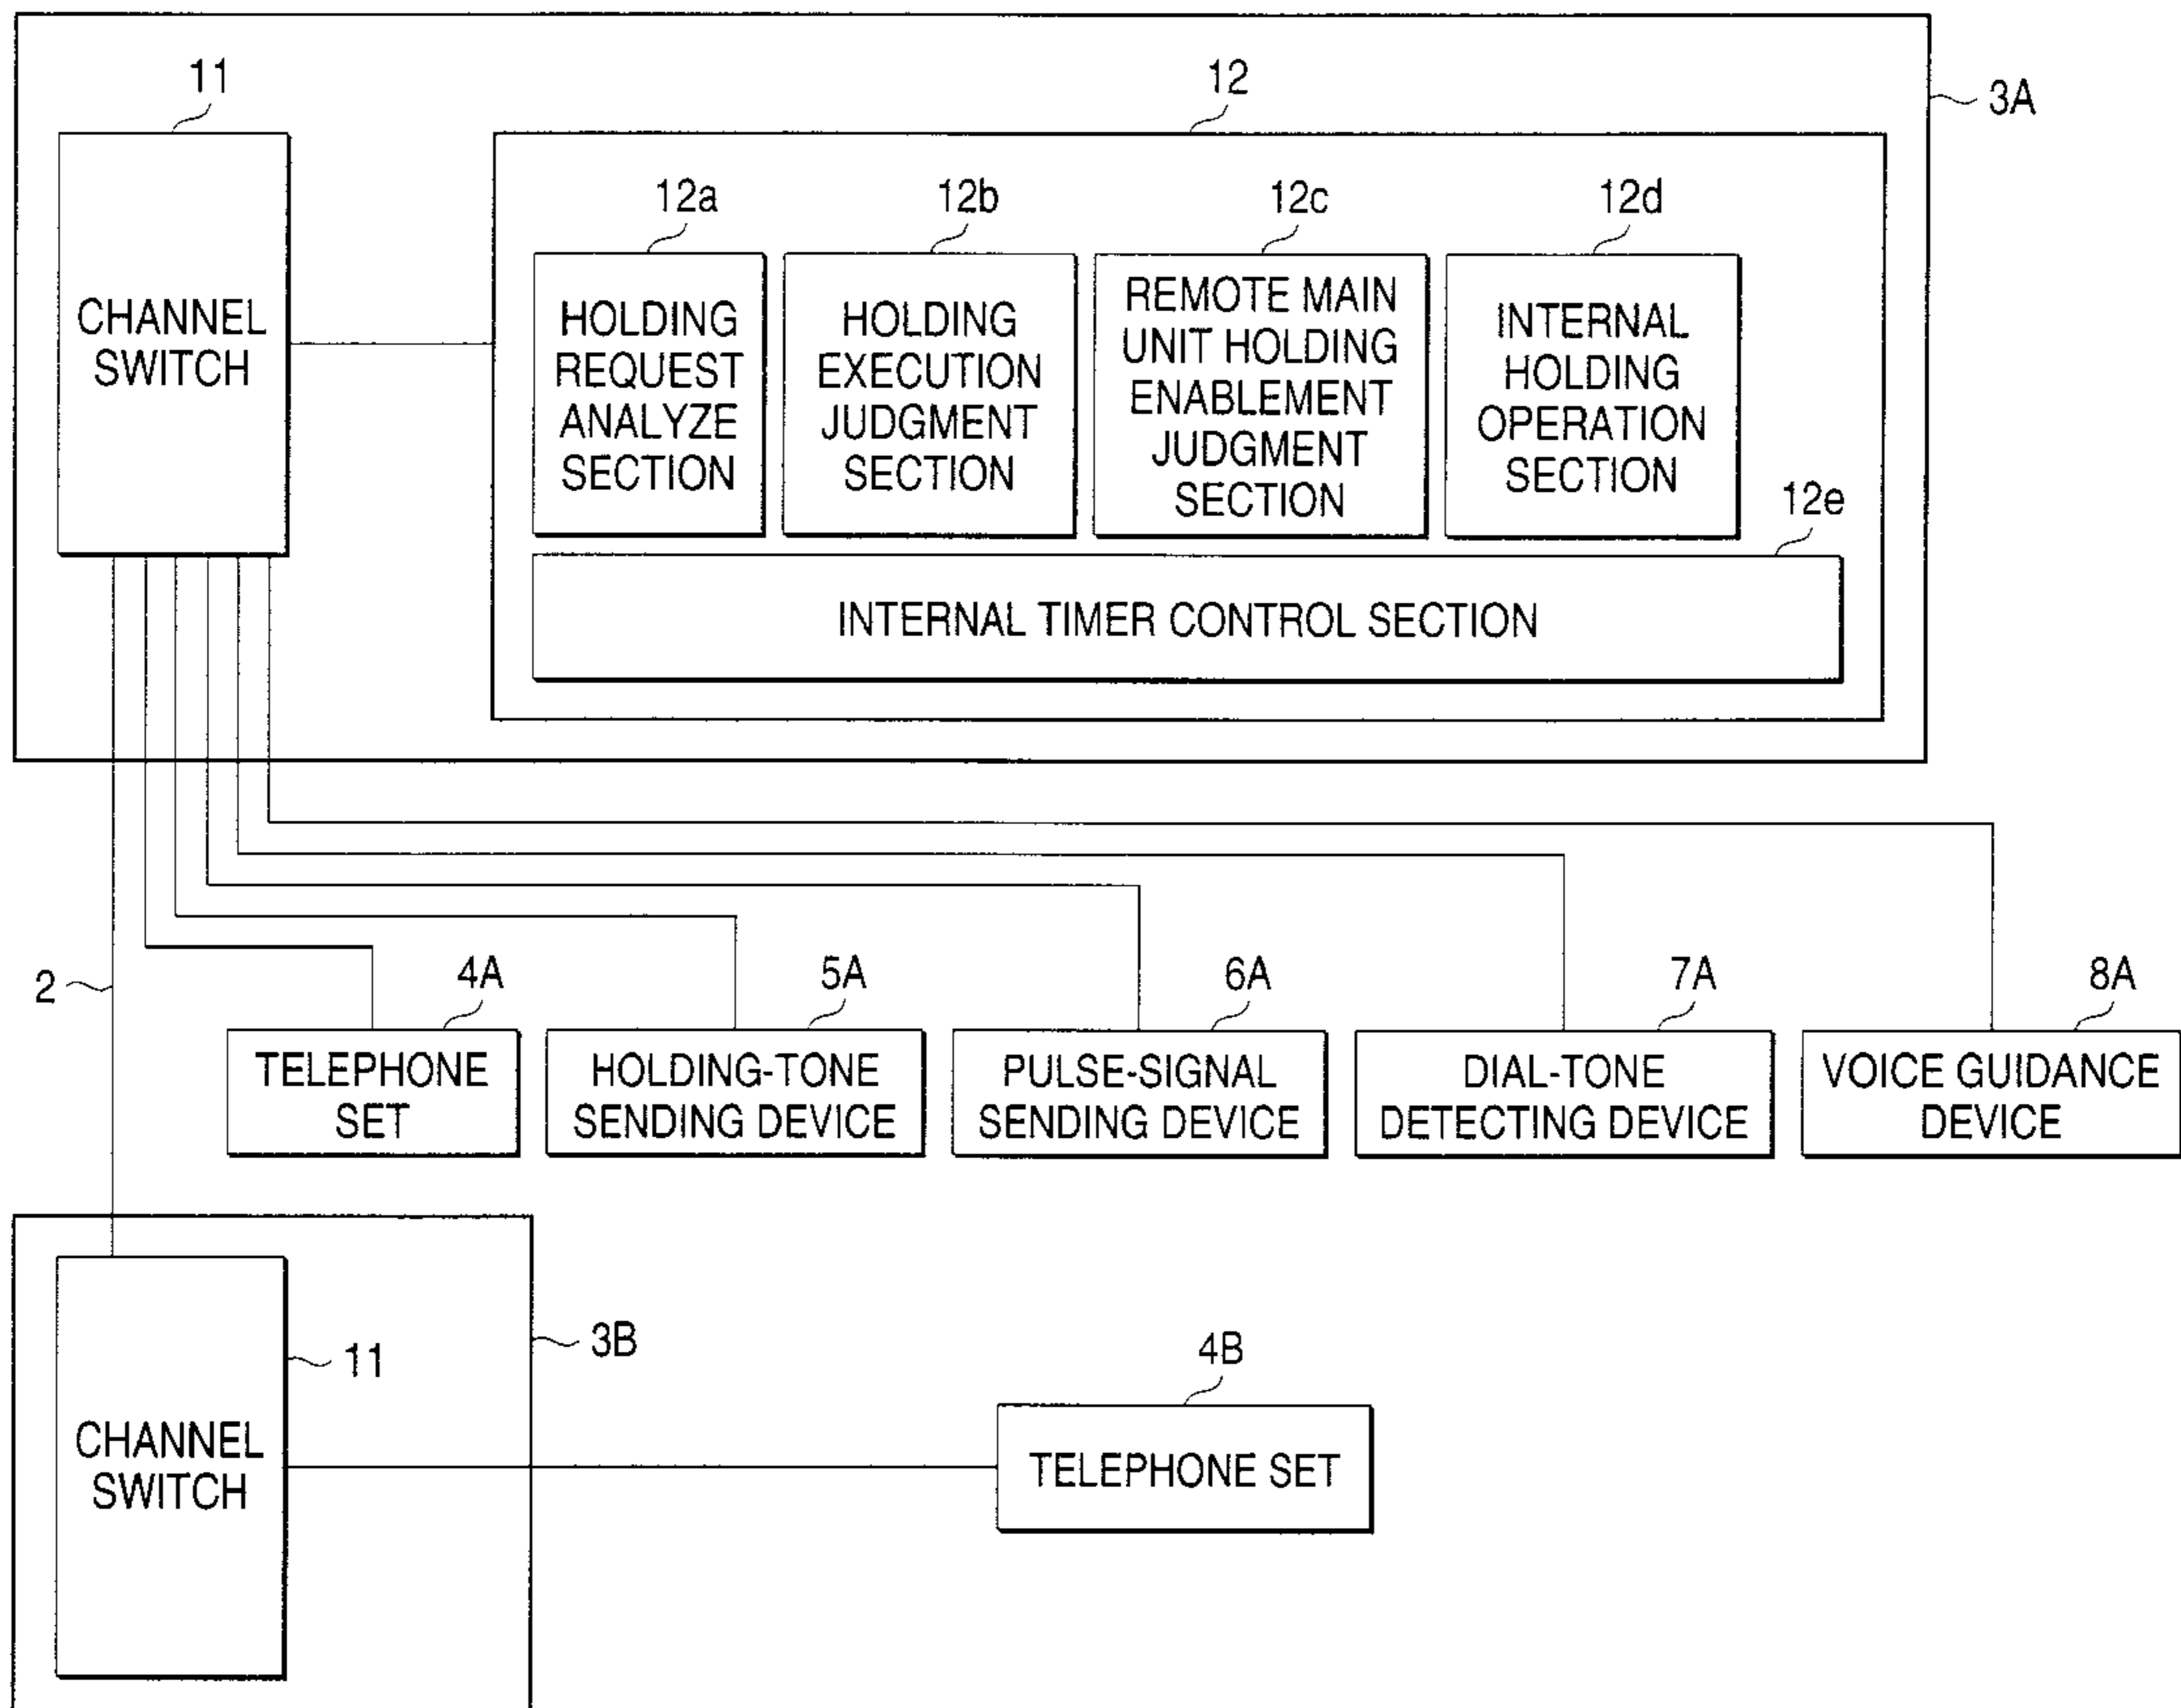 11
12
3A
12a
12b
12c
12d
CHANNEL
SWITCH
HOLDING
REQUEST
ANALYZE
SECTION
HOLDING
EXECUTION
JUDGMENT
SECTION
REMOTE MAIN
UNIT HOLDING
ENABLEMENT
JUDGMENT
SECTION
INTERNAL
HOLDING
OPERATION
SECTION
12e
INTERNAL TIMER CONTROL SECTION
2
4A
5A
6A
7A
8A
TELEPHONE
SET
HOLDING-TONE
SENDING DEVICE
PULSE-SIGNAL
SENDING DEVICE
DIAL-TONE
DETECTING DEVICE
VOICE GUIDANCE
DEVICE
3B
11
4B
CHANNEL
SWITCH
TELEPHONE SET